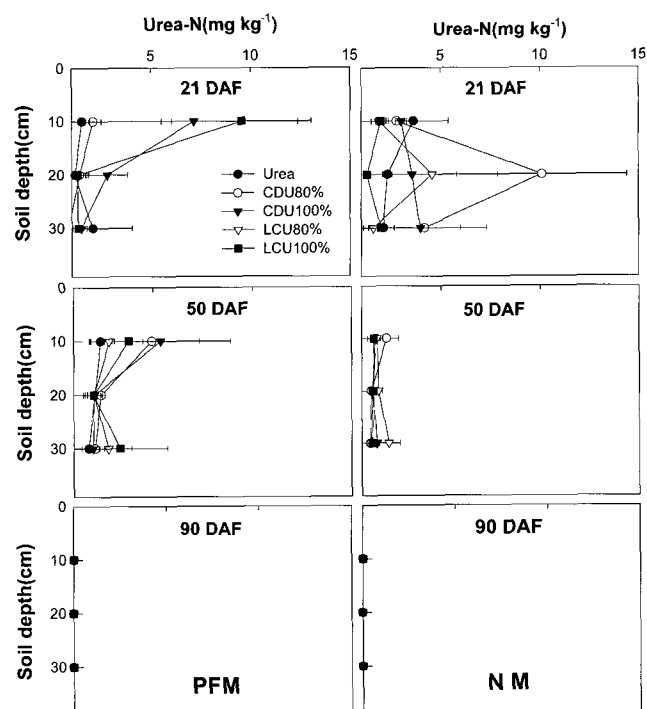 Urea-N(mg kg-1) Urea-N(mg kg-1)
5 10 15 5 10 15
0
21 DAF 21 DAF
10
20
30
Soil depth(cm)
Urea
CDU80%
CDU100%
LCU80%
LCU100%
0
50 DAF 50 DAF
10
20
30
Soil depth(cm)
0
90 DAF 90 DAF
10
20
30
Soil depth(cm)
PFM N M